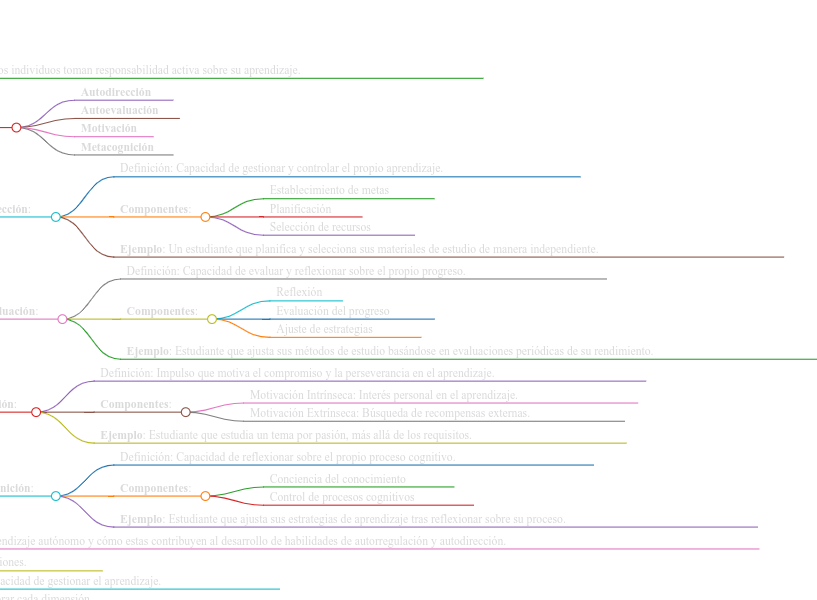 os individuos toman responsabilidad activa sobre su aprendizaje.
Autodirección
Autoevaluación
Motivación
Metacognición
Definición: Capacidad de gestionar y controlar el propio aprendizaje.
ección:
Componentes:
Establecimiento de metas
Planificación
Selección de recursos
Ejemplo: Un estudiante que planifica y selecciona sus materiales de estudio de manera independiente.
Definición: Capacidad de evaluar y reflexionar sobre el propio progreso.
luación:
Componentes:
Reflexión
Evaluación del progreso
Ajuste de estrategias
Ejemplo: Estudiante que ajusta sus métodos de estudio basándose en evaluaciones periódicas de su rendimiento.
Definición: Impulso que motiva el compromiso y la perseverancia en el aprendizaje.
ión:
Componentes:
Motivación Intrínseca: Interés personal en el aprendizaje.
Motivación Extrínseca: Búsqueda de recompensas externas.
Ejemplo: Estudiante que estudia un tema por pasión, más allá de los requisitos.
Definición: Capacidad de reflexionar sobre el propio proceso cognitivo.
nición:
Componentes:
Conciencia del conocimiento
Control de procesos cognitivos
Ejemplo: Estudiante que ajusta sus estrategias de aprendizaje tras reflexionar sobre su proceso.
endizaje autónomo y cómo estas contribuyen al desarrollo de habilidades de autorregulación y autodirección.
iones.
acidad de gestionar el aprendizaje.
rar cada dimensión.